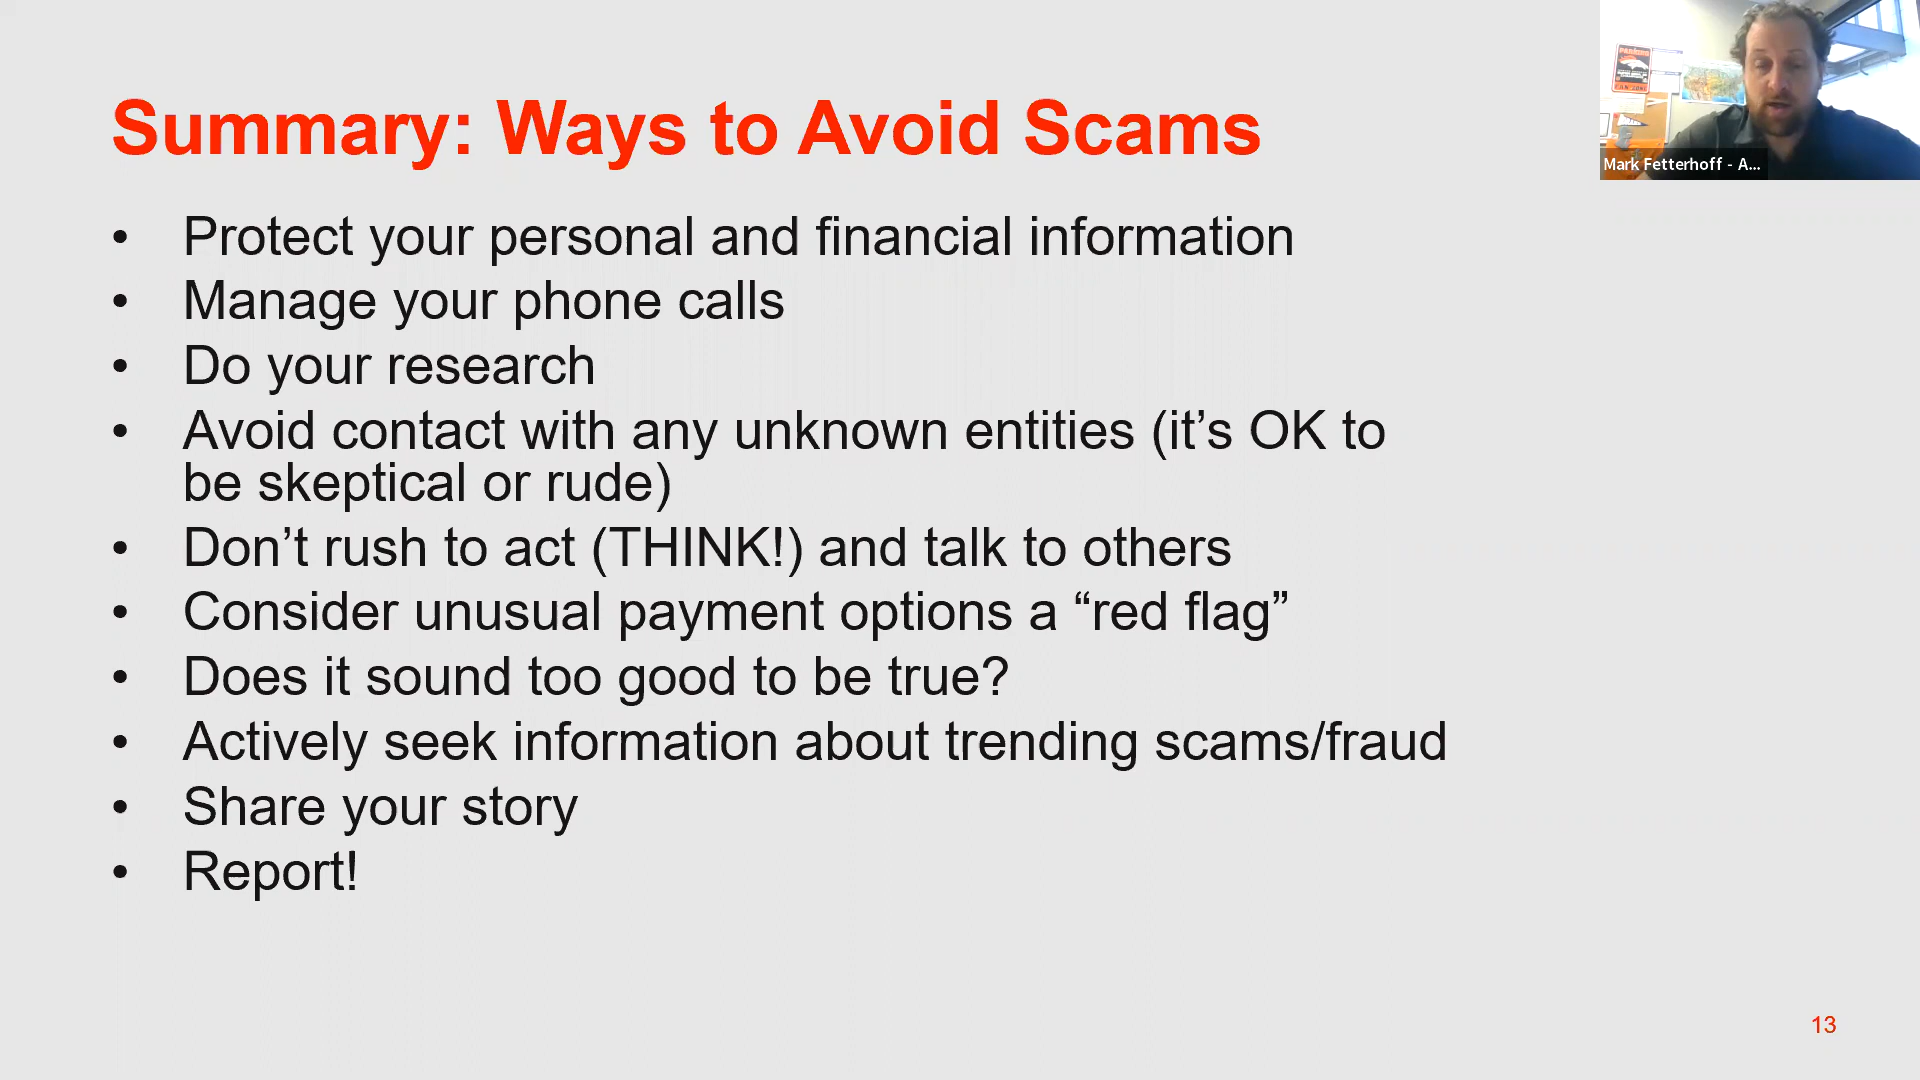 Summary: Ways to Avoid Scams
• Protect your personal and financial information
• Manage your phone calls
• Do your research
• Avoid contact with any unknown entities (it’s OK to
be skeptical or rude)
• Don’t rush to act (THINK!) and talk to others
• Consider unusual payment options a “red flag”
• Does it sound too good to be true?
• Actively seek information about trending scams/fraud
• Share your story
• Report!
13
PARKING
Mark Fetterhoff - A...